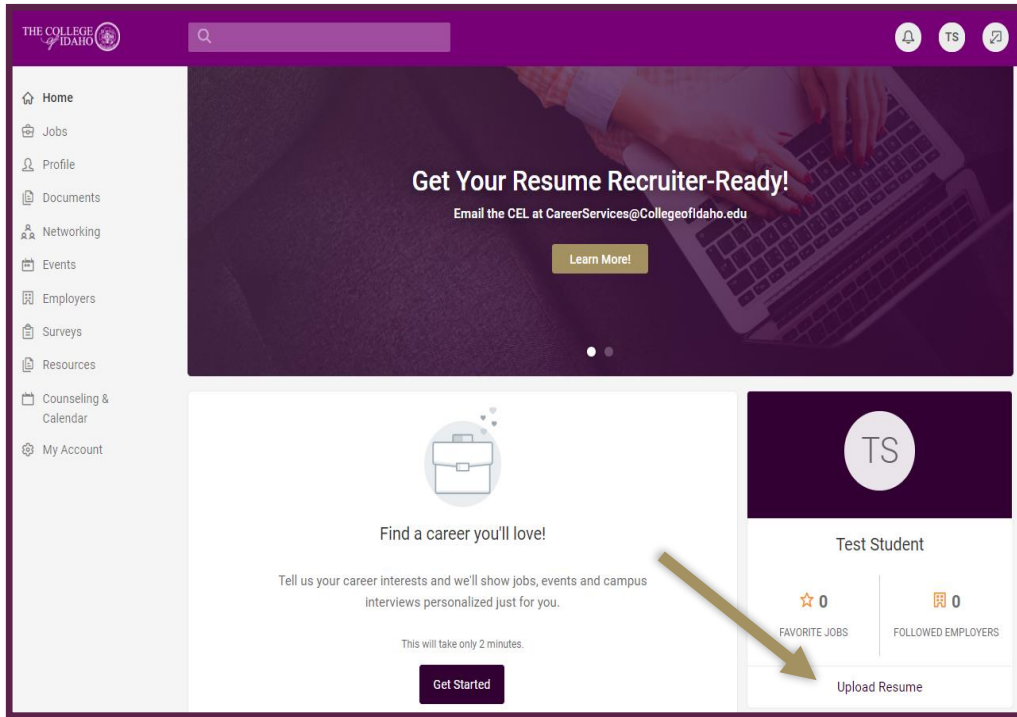 THE COLLEGE
of IDAHO
TS
Home
Jobs
Profile
Documents
Networking
Events
Employers
Surveys
Resources
Counseling &
Calendar
My Account
Get Your Resume Recruiter-Ready!
Email the CEL at CareerServices@CollegeofIdaho.edu
Learn More!
Find a career you'll love!
Tell us your career interests and we'll show jobs, events and campus
interviews personalized just for you.
This will take only 2 minutes.
Get Started
TS
Test Student
0
FAVORITE JOBS
0
FOLLOWED EMPLOYERS
Upload Resume